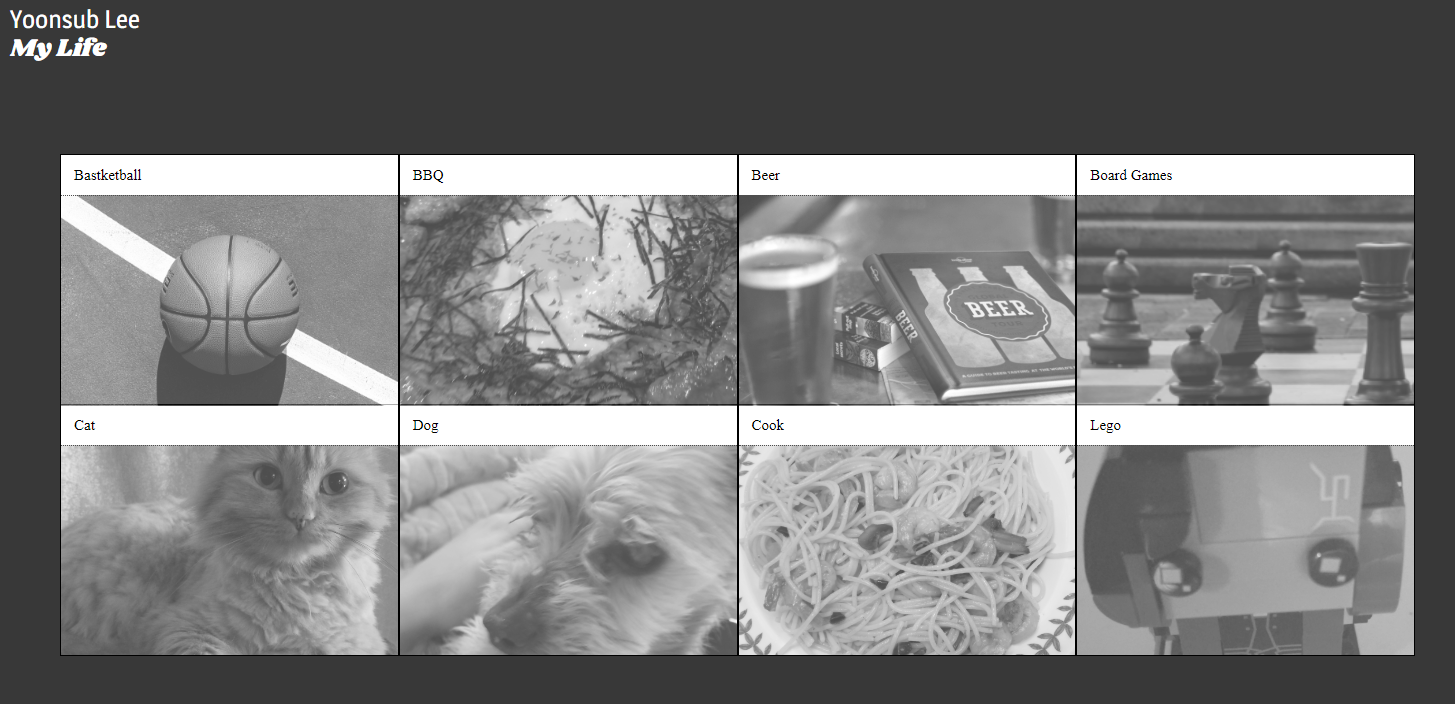 Yoonsub Lee
My Life
Bastketball
BBQ
Beer
Board Games
BEER
BEER
Cat
Dog
Cook
Lego